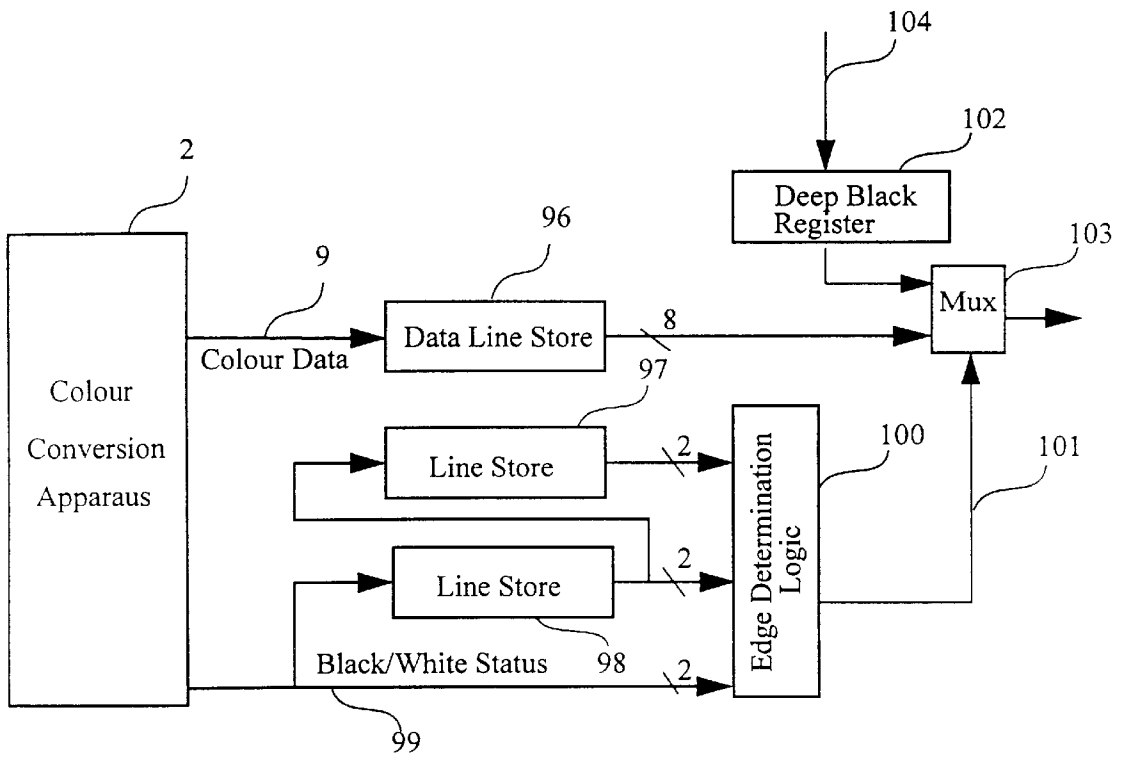 104
102
2
Deep Black
Register
96
103
9
Mux
8
Data Line Store
Colour Data
97
Colour
Conversion
Apparaus
100
2
101
Line Store
Edge Determination
Logic
2
Line Store
Black/White Status
98
2
99